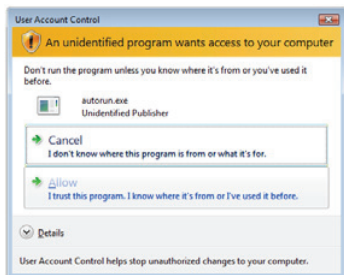 User Account Control
An unidentified program wants access to your computer
Don't run the program unless you know where it's from or you've used it
before.
autorun.exe
Unidentified Publisher
Cancel
I don't know where this program is from or what it's for.
Allow
I trust this program. I know where it's from or I've used it before.
Details
User Account Control helps stop unauthorized changes to your computer.